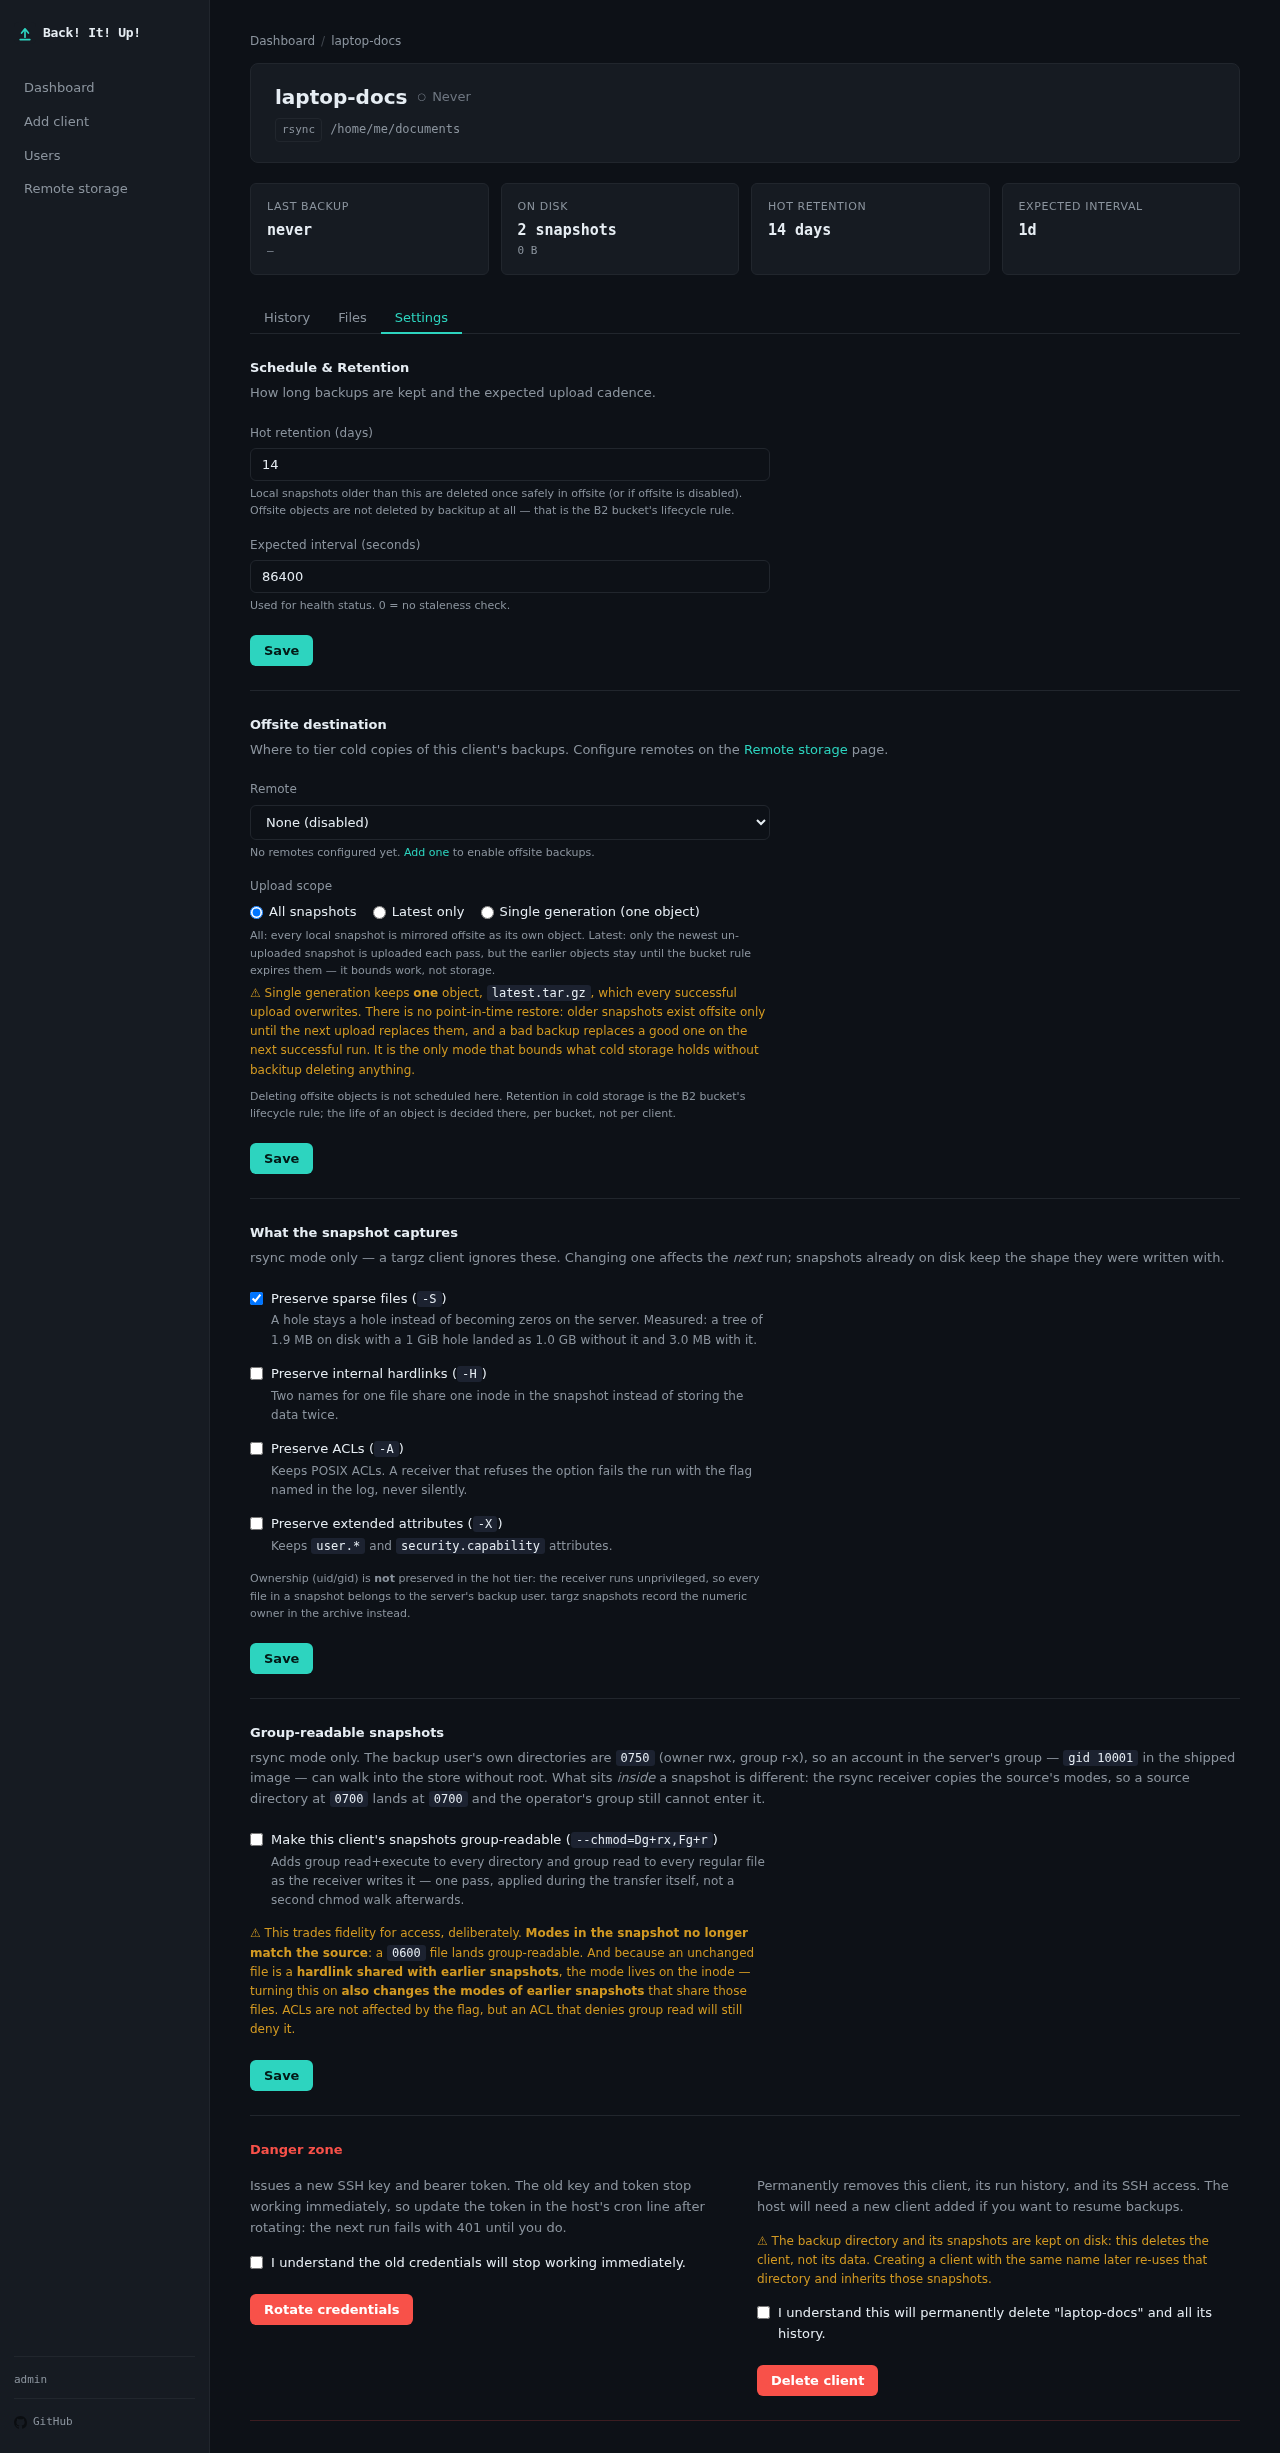 Back! It! Up!
Dashboard
Add client
Users
Remote storage
Dashboard / laptop-docs
laptop-docs ○ Never
rsync /home/me/documents
LAST BACKUP
never
—
ON DISK
2 snapshots
0 B
HOT RETENTION
14 days
EXPECTED INTERVAL
1d
History Files Settings
Schedule & Retention
How long backups are kept and the expected upload cadence.
Hot retention (days)
14
Local snapshots older than this are deleted once safely in offsite (or if offsite is disabled).
Offsite objects are not deleted by backitup at all — that is the B2 bucket's lifecycle rule.
Expected interval (seconds)
86400
Used for health status. 0 = no staleness check.
Save
Offsite destination
Where to tier cold copies of this client's backups. Configure remotes on the Remote storage page.
Remote
None (disabled)
No remotes configured yet. Add one to enable offsite backups.
Upload scope
All snapshots Latest only Single generation (one object)
All: every local snapshot is mirrored offsite as its own object. Latest: only the newest un-
uploaded snapshot is uploaded each pass, but the earlier objects stay until the bucket rule
expires them — it bounds work, not storage.
⚠ Single generation keeps one object, latest.tar.gz, which every successful
upload overwrites. There is no point-in-time restore: older snapshots exist offsite only
until the next upload replaces them, and a bad backup replaces a good one on the
next successful run. It is the only mode that bounds what cold storage holds without
backitup deleting anything.
Deleting offsite objects is not scheduled here. Retention in cold storage is the B2 bucket's
lifecycle rule; the life of an object is decided there, per bucket, not per client.
Save
What the snapshot captures
rsync mode only — a targz client ignores these. Changing one affects the next run; snapshots already on disk keep the shape they were written with.
Preserve sparse files (-S)
A hole stays a hole instead of becoming zeros on the server. Measured: a tree of
1.9 MB on disk with a 1 GiB hole landed as 1.0 GB without it and 3.0 MB with it.
Preserve internal hardlinks (-H)
Two names for one file share one inode in the snapshot instead of storing the
data twice.
Preserve ACLs (-A)
Keeps POSIX ACLs. A receiver that refuses the option fails the run with the flag
named in the log, never silently.
Preserve extended attributes (-X)
Keeps user.* and security.capability attributes.
Ownership (uid/gid) is not preserved in the hot tier: the receiver runs unprivileged, so every
file in a snapshot belongs to the server's backup user. targz snapshots record the numeric
owner in the archive instead.
Save
Group-readable snapshots
rsync mode only. The backup user's own directories are 0750 (owner rwx, group r-x), so an account in the server's group — gid 10001 in the shipped
image — can walk into the store without root. What sits inside a snapshot is different: the rsync receiver copies the source's modes, so a source
directory at 0700 lands at 0700 and the operator's group still cannot enter it.
Make this client's snapshots group-readable (--chmod=Dg+rx,Fg+r)
Adds group read+execute to every directory and group read to every regular file
as the receiver writes it — one pass, applied during the transfer itself, not a
second chmod walk afterwards.
⚠ This trades fidelity for access, deliberately. Modes in the snapshot no longer
match the source: a 0600 file lands group-readable. And because an unchanged
file is a hardlink shared with earlier snapshots, the mode lives on the inode —
turning this on also changes the modes of earlier snapshots that share those
files. ACLs are not affected by the flag, but an ACL that denies group read will still
deny it.
Save
Danger zone
Issues a new SSH key and bearer token. The old key and token stop
working immediately, so update the token in the host's cron line after
rotating: the next run fails with 401 until you do.
I understand the old credentials will stop working immediately.
Rotate credentials
Permanently removes this client, its run history, and its SSH access. The
host will need a new client added if you want to resume backups.
⚠ The backup directory and its snapshots are kept on disk: this deletes the
client, not its data. Creating a client with the same name later re-uses that
directory and inherits those snapshots.
I understand this will permanently delete "laptop-docs" and all its
history.
Delete client
admin
GitHub